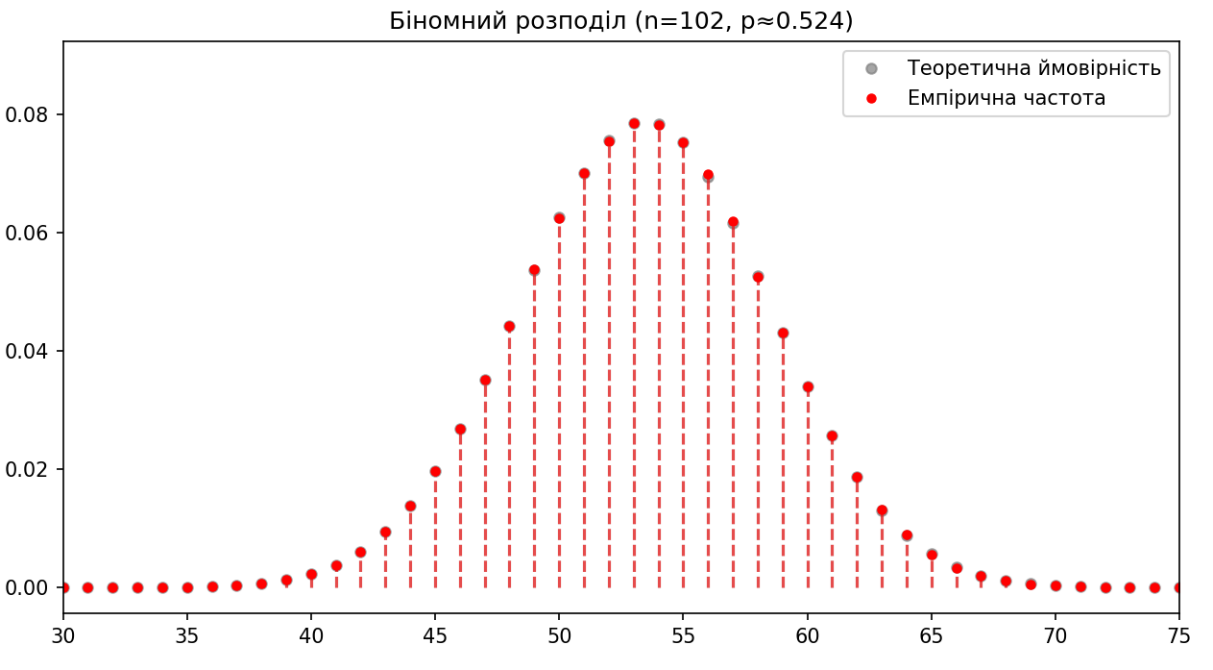 Біномний розподіл (n=102, p≈0.524)
Теоретична ймовірність
Емпірична частота
0.08
0.06
0.04
0.02
0.00
30 35 40 45 50 55 60 65 70 75